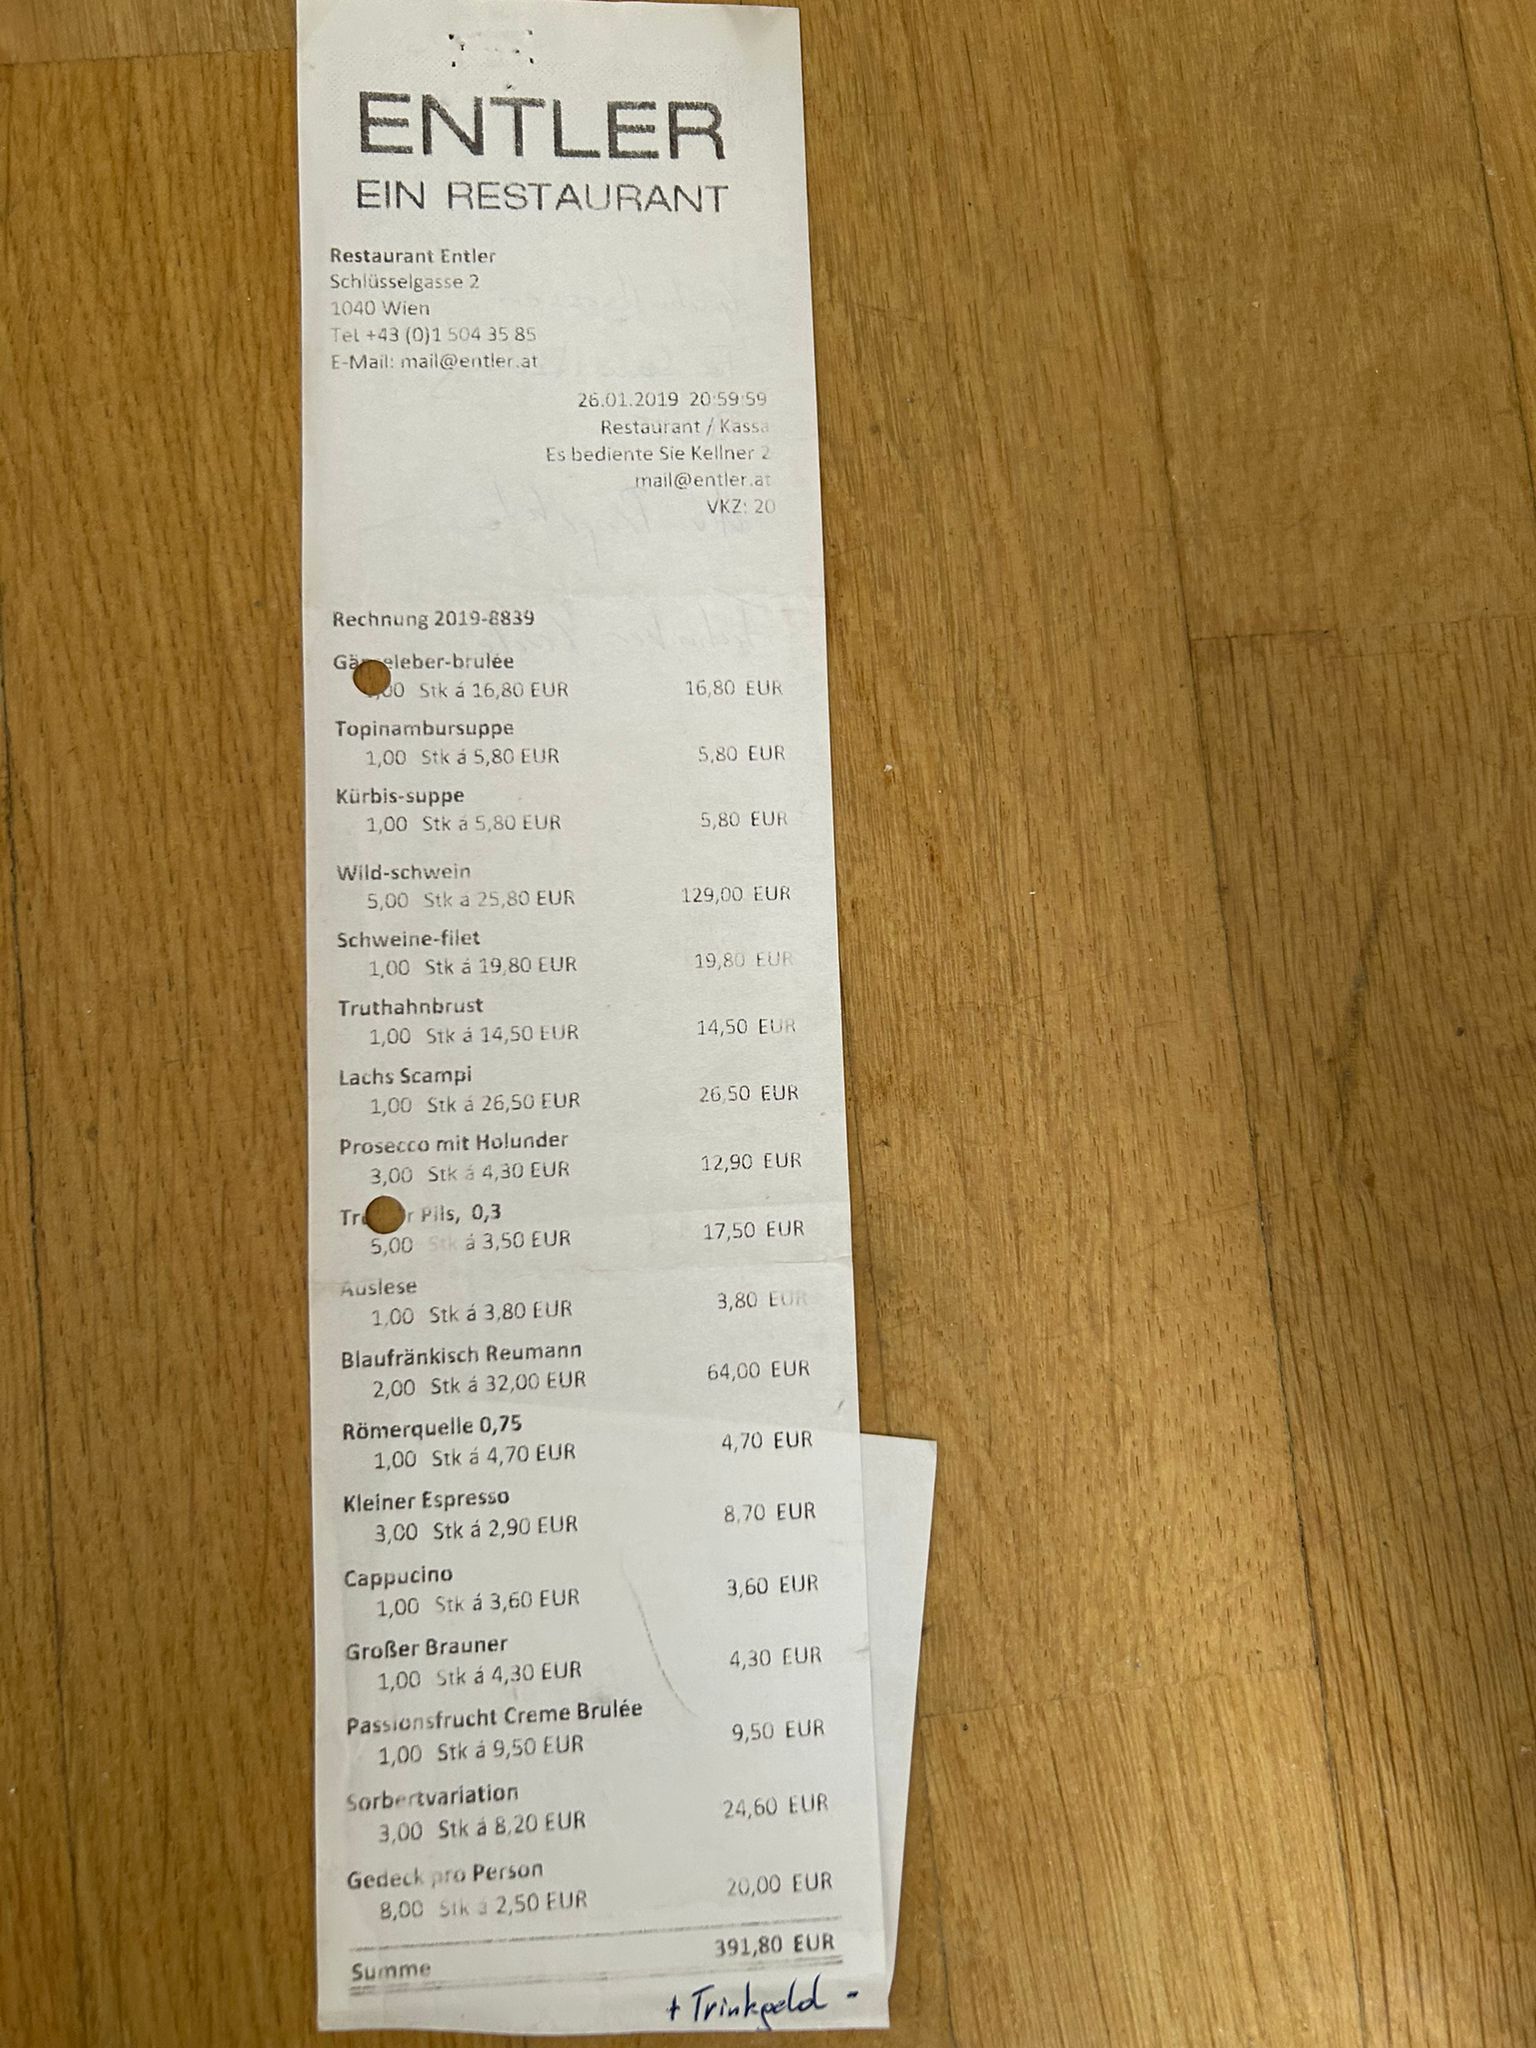 ENTLER
EIN RESTAURANT
Restaurant Entler
Schlüsselgasse 2
1040 Wien
Tel +43 (0)1 504 35 85
E-Mail: mail@entler.at
26.01.2019 20:59:59
Restaurant / Kassa
Es bediente Sie Kellner 2
mail@entler.at
VKZ: 20
Rechnung 2019-8839
eleber-brulée
,00 Stk á 16,80 EUR 16,80 EUR
Topinambursuppe
1,00 Stk á 5,80 EUR 5,80 EUR
Kürbis-suppe
1,00 Stk á 5,80 EUR 5,80 EUR
Wild-schwein
5,00 Stk á 25,80 EUR 129,00 EUR
Schweine-filet
1,00 Stk á 19,80 EUR 19,80 EUR
Truthahnbrust
1,00 Stk á 14,50 EUR 14,50 EUR
Lachs Scampi
1,00 Stk á 26,50 EUR 26,50 EUR
Prosecco mit Holunder
3,00 Stk á 4,30 EUR 12,90 EUR
Pils, 0,3
5,00 Stk á 3,50 EUR 17,50 EUR
Auslese
1,00 Stk á 3,80 EUR 3,80 EUR
Blaufränkisch Reumann
2,00 Stk á 32,00 EUR 64,00 EUR
Römerquelle 0,75
1,00 Stk á 4,70 EUR 4,70 EUR
Kleiner Espresso
3,00 Stk á 2,90 EUR 8,70 EUR
Cappucino
1,00 Stk á 3,60 EUR 3,60 EUR
Großer Brauner
1,00 Stk á 4,30 EUR 4,30 EUR
Passionsfrucht Creme Brulée
1,00 Stk á 9,50 EUR 9,50 EUR
Sorbertvariation
3,00 Stk á 8,20 EUR 24,60 EUR
Gedeck pro Person
8,00 Stk á 2,50 EUR 20,00 EUR
Summe 391,80 EUR
+ Trinkgeld -